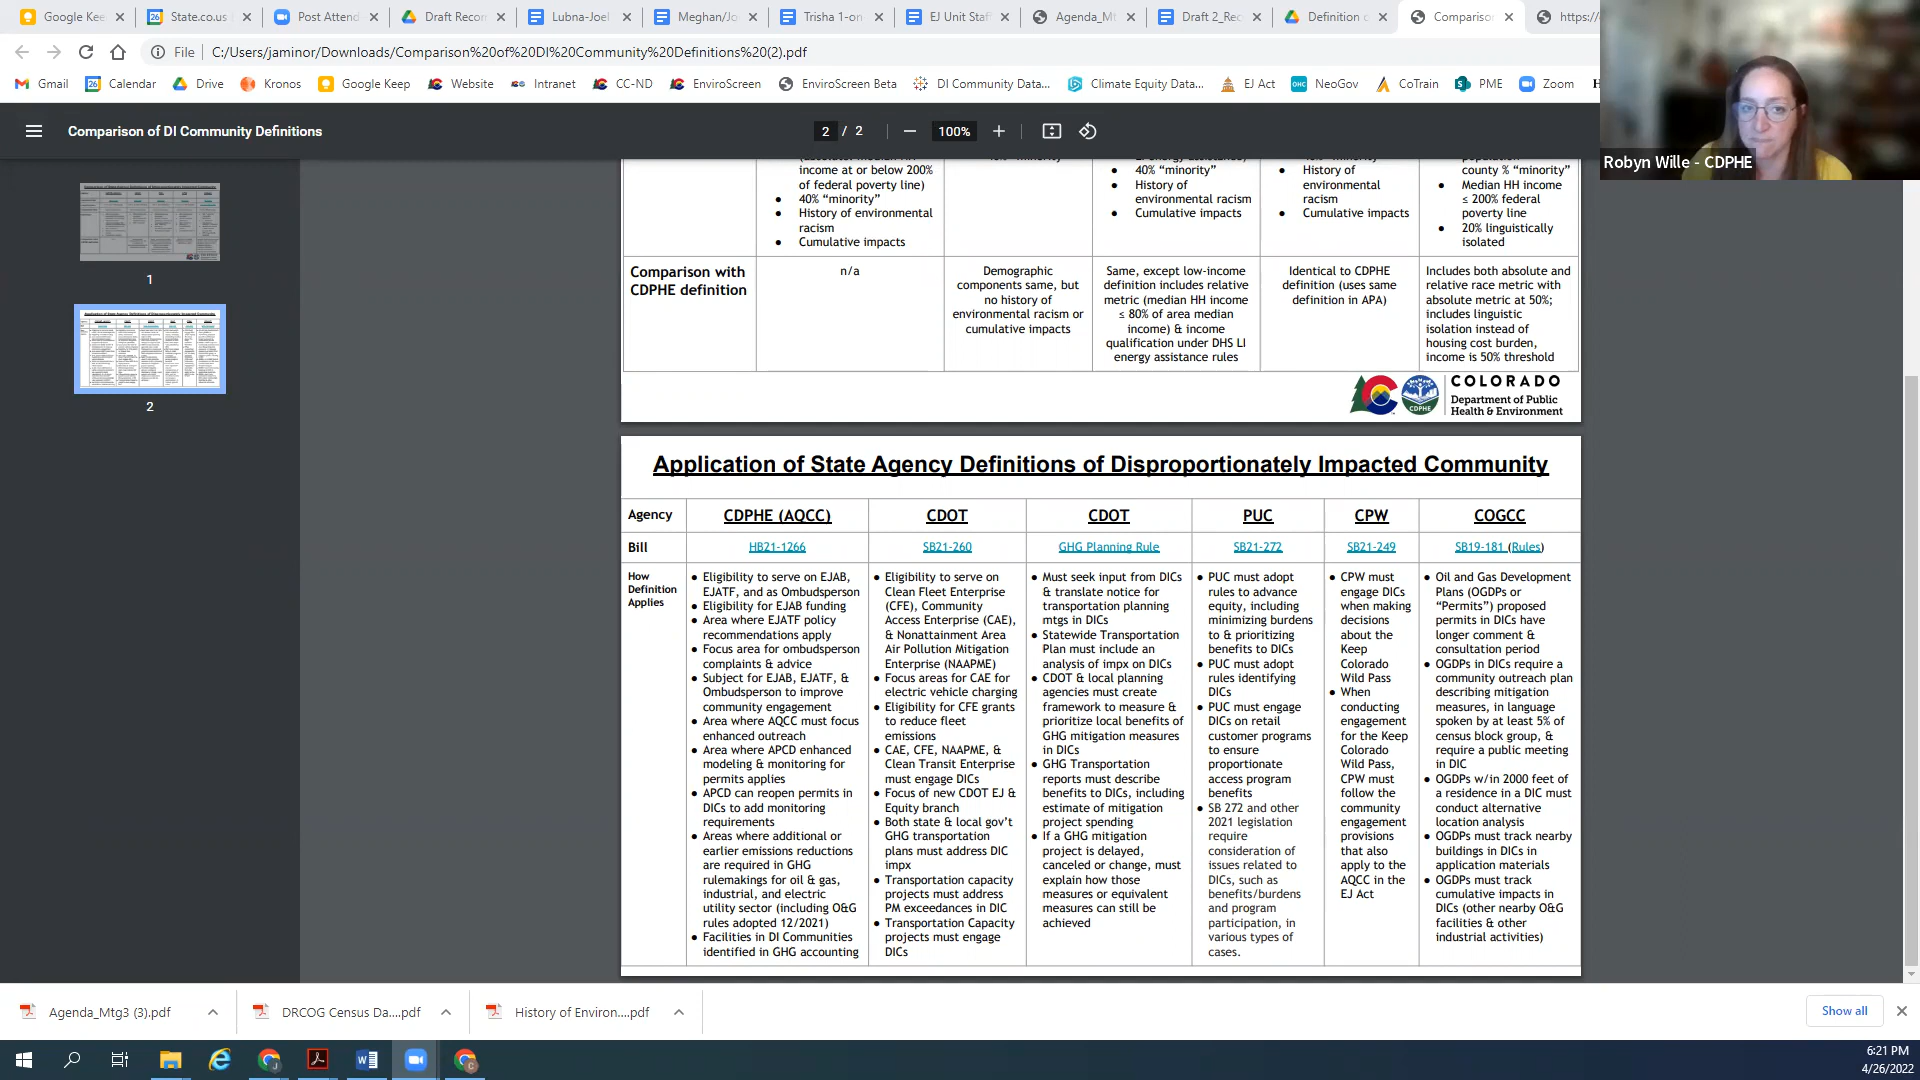 Google Kee
State.co.us
Post Attend
Draft Recor
Lubna-Joel
Meghan/Jo
Trisha 1-on
EJ Unit Staf
Agenda_Mt
Draft 2_Rec
Definition o
Comparison
https://
File C:/Users/jaminor/Downloads/Comparison%20of%20DI%20Community%20Definitions%20(2).pdf
Gmail
Calendar
Drive
Kronos
Google Keep
Website
Intranet
CC-ND
EnviroScreen
EnviroScreen Beta
DI Community Data...
Climate Equity Data...
EJ Act
NeoGov
CoTrain
PME
Zoom
Robyn Wille - CDPHE
Comparison of DI Community Definitions
2 / 2
100%
1
2
income at or below 200%
of federal poverty line)
● 40% “minority”
● History of environmental
racism
● Cumulative impacts
● 40% “minority”
● History of
environmental racism
● Cumulative impacts
● History of
environmental
racism
● Cumulative impacts
population
county % “minority”
● Median HH income
≤ 200% federal
poverty line
● 20% linguistically
isolated
Comparison with
CDPHE definition
n/a
Demographic
components same, but
no history of
environmental racism or
cumulative impacts
Same, except low-income
definition includes relative
metric (median HH income
≤ 80% of area median
income) & income
qualification under DHS LI
energy assistance rules
Identical to CDPHE
definition (uses same
definition in APA)
Includes both absolute and
relative race metric with
absolute metric at 50%;
includes linguistic
isolation instead of
housing cost burden,
income is 50% threshold
CDPHE
COLORADO
Department of Public
Health & Environment
Application of State Agency Definitions of Disproportionately Impacted Community
Agency
CDPHE (AQCC)
CDOT
CDOT
PUC
CPW
COGCC
Bill
HB21-1266
SB21-260
GHG Planning Rule
SB21-272
SB21-249
SB19-181 (Rules)
How
Definition
Applies
● Eligibility to serve on EJAB,
EJATF, and as Ombudsperson
● Eligibility for EJAB funding
● Area where EJATF policy
recommendations apply
● Focus area for ombudsperson
complaints & advice
● Subject for EJAB, EJATF, &
Ombudsperson to improve
community engagement
● Area where AQCC must focus
enhanced outreach
● Area where APCD enhanced
modeling & monitoring for
permits applies
● APCD can reopen permits in
DICs to add monitoring
requirements
● Areas where additional or
earlier emissions reductions
are required in GHG
rulemakings for oil & gas,
industrial, and electric
utility sector (including O&G
rules adopted 12/2021)
● Facilities in DI Communities
identified in GHG accounting
● Eligibility to serve on
Clean Fleet Enterprise
(CFE), Community
Access Enterprise (CAE),
& Nonattainment Area
Air Pollution Mitigation
Enterprise (NAAPME)
● Focus areas for CAE for
electric vehicle charging
● Eligibility for CFE grants
to reduce fleet
emissions
● CAE, CFE, NAAPME, &
Clean Transit Enterprise
must engage DICs
● Focus of new CDOT EJ &
Equity branch
● Both state & local gov’t
GHG transportation
plans must address DIC
impx
● Transportation capacity
projects must address
PM exceedances in DIC
● Transportation Capacity
projects must engage
DICs
● Must seek input from DICs
& translate notice for
transportation planning
mtgs in DICs
● Statewide Transportation
Plan must include an
analysis of impx on DICs
● CDOT & local planning
agencies must create
framework to measure &
prioritize local benefits of
GHG mitigation measures
in DICs
● GHG Transportation
reports must describe
benefits to DICs, including
estimate of mitigation
project spending
● If a GHG mitigation
project is delayed,
canceled or change, must
explain how those
measures or equivalent
measures can still be
achieved
● PUC must adopt
rules to advance
equity, including
minimizing burdens
to & prioritizing
benefits to DICs
● PUC must adopt
rules identifying
DICs
● PUC must engage
DICs on retail
customer programs
to ensure
proportionate
access program
benefits
● SB 272 and other
2021 legislation
require
consideration of
issues related to
DICs, such as
benefits/burdens
and program
participation, in
various types of
cases.
● CPW must
engage DICs
when making
decisions
about the
Keep
Colorado
Wild Pass
● When
conducting
engagement
for the Keep
Colorado
Wild Pass,
CPW must
follow the
community
engagement
provisions
that also
apply to the
AQCC in the
EJ Act
● Oil and Gas Development
Plans (OGDPs or
“Permits”) proposed
permits in DICs have
longer comment &
consultation period
● OGDPs in DICs require a
community outreach plan
describing mitigation
measures, in language
spoken by at least 5% of
census block group, &
require a public meeting
in DIC
● OGDPs w/in 2000 feet of
a residence in a DIC must
conduct alternative
location analysis
● OGDPs must track nearby
buildings in DICs in
application materials
● OGDPs must track
cumulative impacts in
DICs (other nearby O&G
facilities & other
industrial activities)
Agenda_Mtg3 (3).pdf
DRCOG Census Da....pdf
History of Environ....pdf
Show all
6:21 PM
4/26/2022